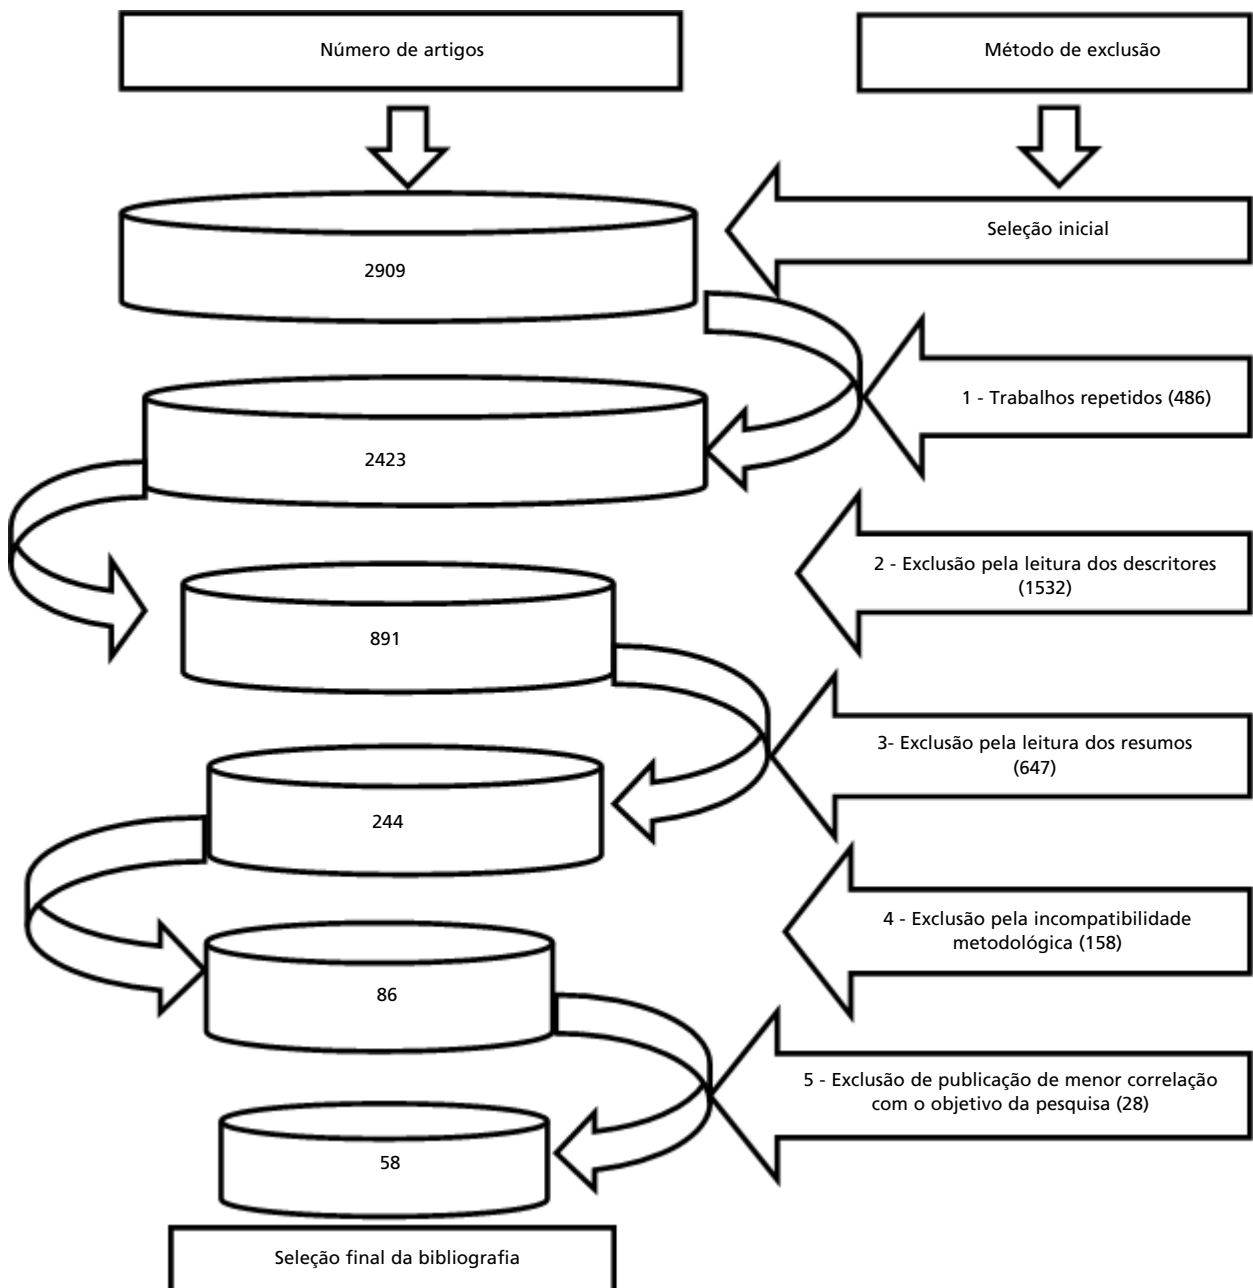 Número de artigos
Método de exclusão
Seleção inicial
2909
1 - Trabalhos repetidos (486)
2423
2 - Exclusão pela leitura dos descritores
(1532)
891
3- Exclusão pela leitura dos resumos
(647)
244
4 - Exclusão pela incompatibilidade
metodológica (158)
86
5 - Exclusão de publicação de menor correlação
com o objetivo da pesquisa (28)
58
Seleção final da bibliografia